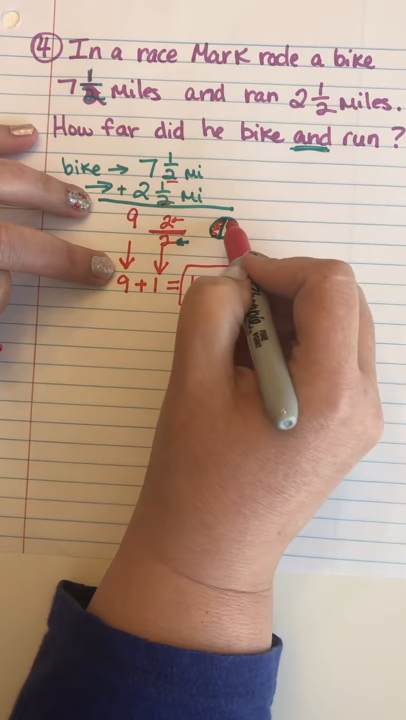 ④ In a race Mark rode a bike
7 1/2 miles and ran 2 1/2 miles.
How far did he bike and run?
bike → 7 1/2 mi
→ + 2 1/2 mi
9 2/2
9 + 1 =